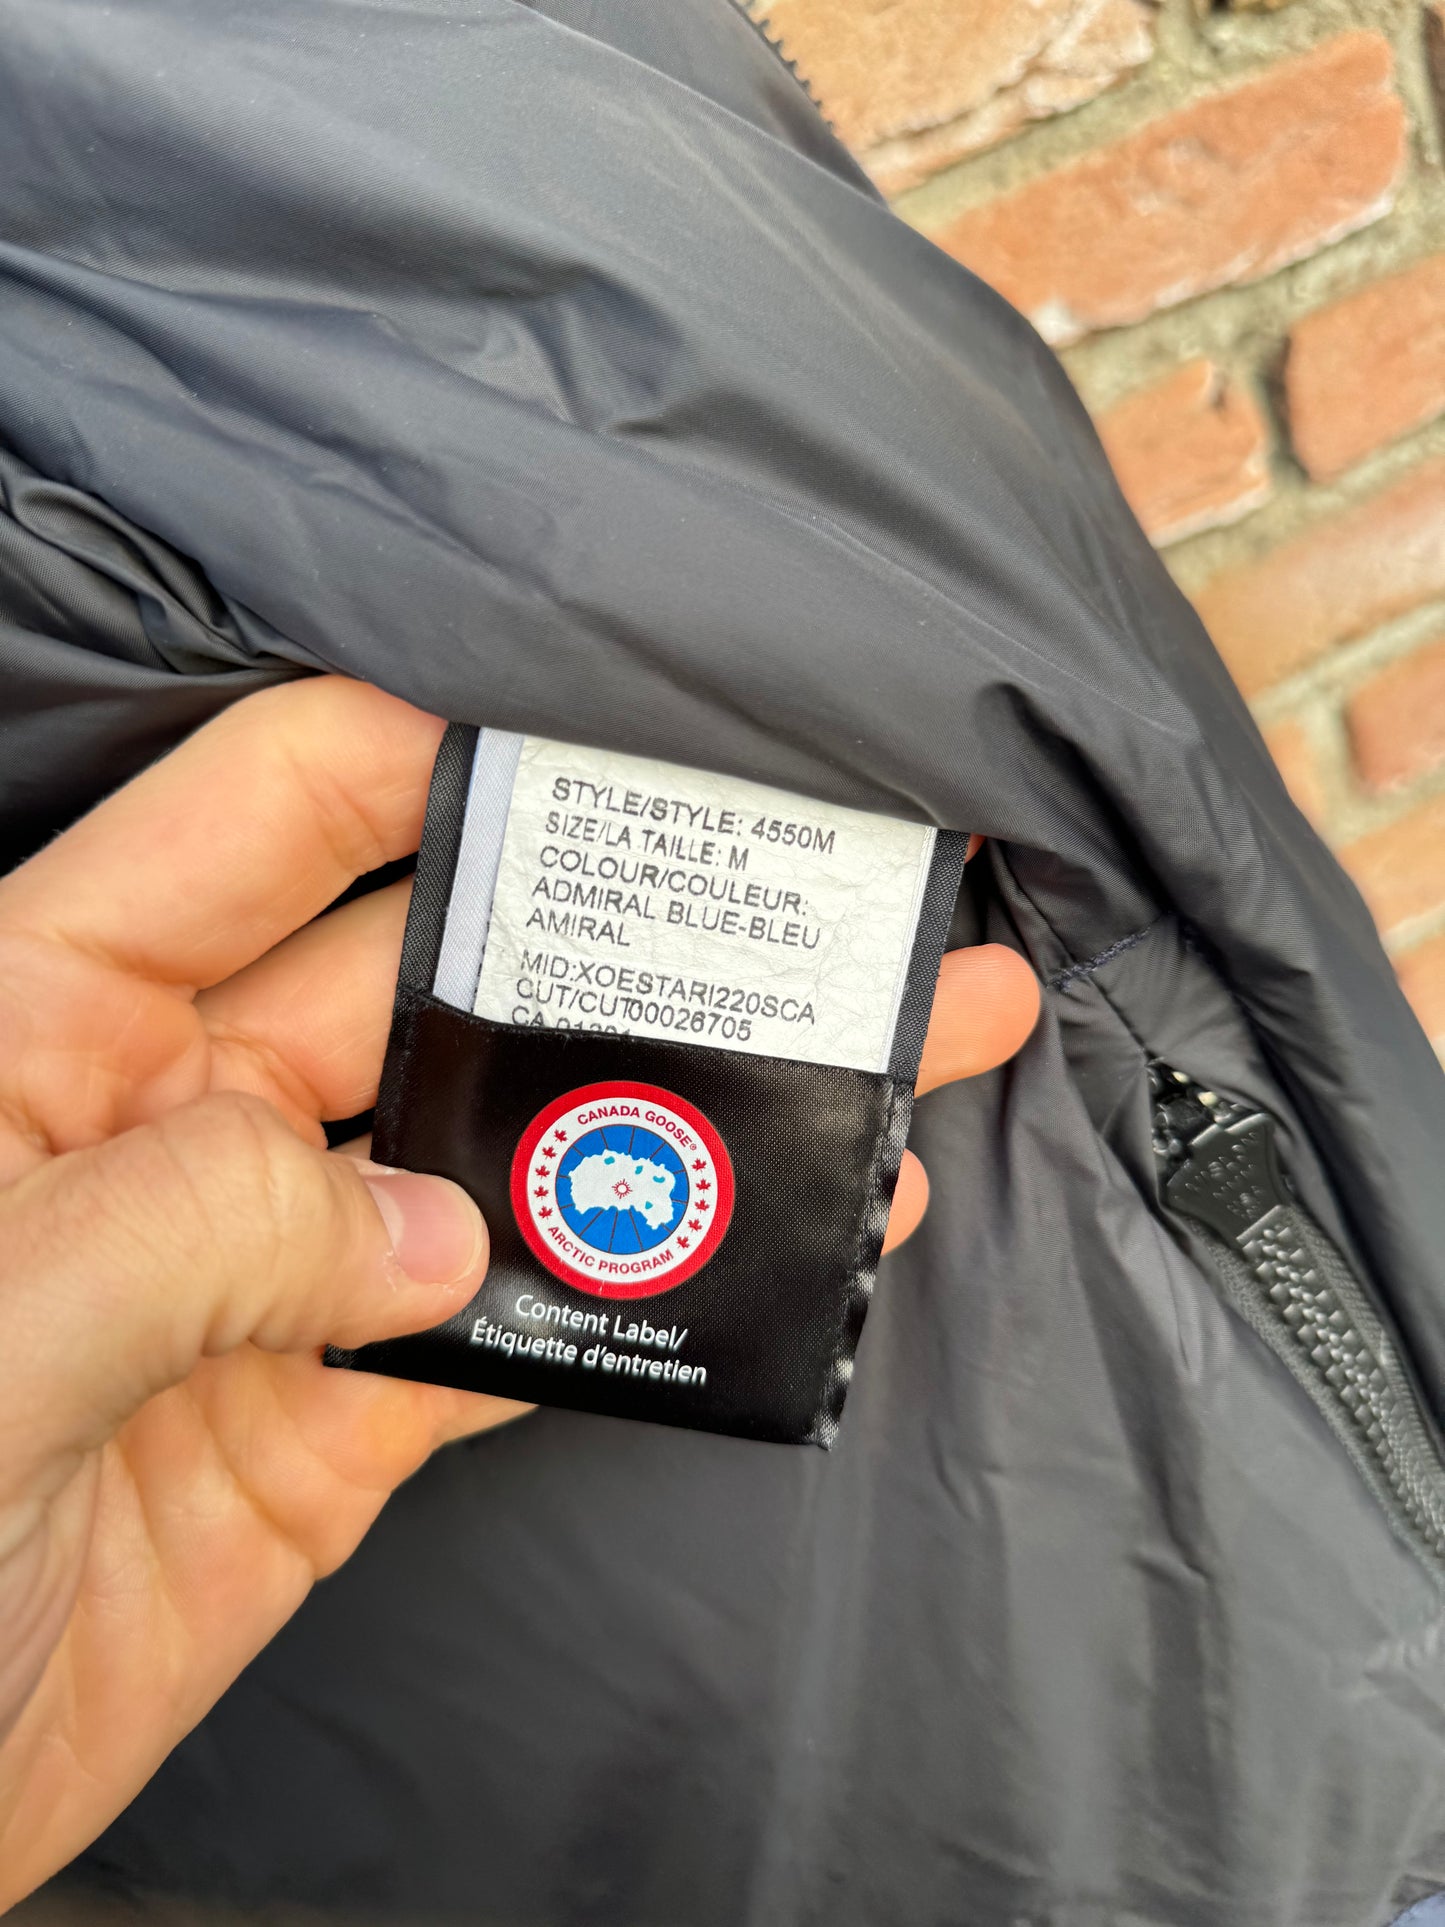 STYLE/STYLE: 4550M
SIZE/LA TAILLE: M
COLOUR/COULEUR:
ADMIRAL BLUE-BLEU
AMIRAL
MID:XOESTARI220SCA
CUT/CUT00026705
CA
CANADA GOOSE®
ARCTIC PROGRAM
Content Label/
Étiquette d'entretien